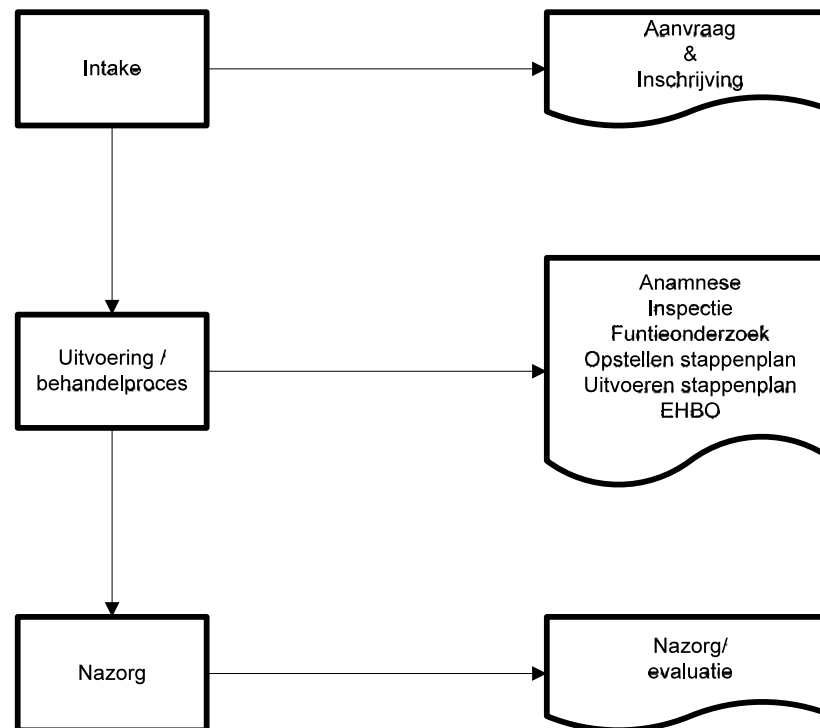 Intake
Aanvraag
&
Inschrijving
Uitvoering /
behandelproces
Anamnese
Inspectie
Funtieonderzoek
Opstellen stappenplan
Uitvoeren stappenplan
EHBO
Nazorg
Nazorg/
evaluatie